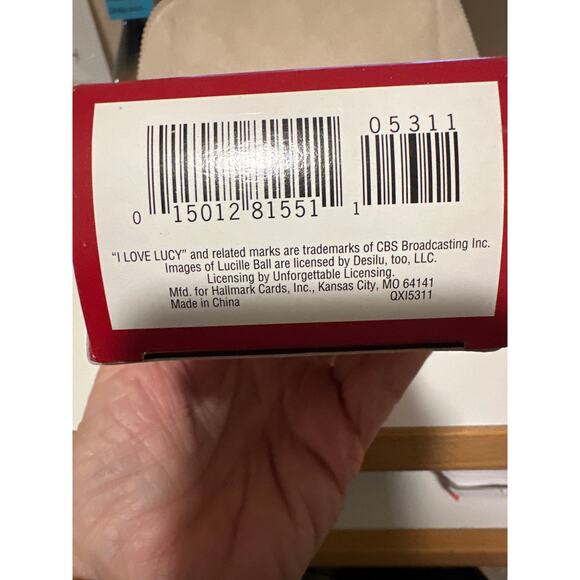 05311
0 15012 81551 1
"I LOVE LUCY" and related marks are trademarks of CBS Broadcasting Inc.
Images of Lucille Ball are licensed by Desilu, too, LLC.
Licensing by Unforgettable Licensing.
Mfd. for Hallmark Cards, Inc., Kansas City, MO 64141
Made in China QXI5311